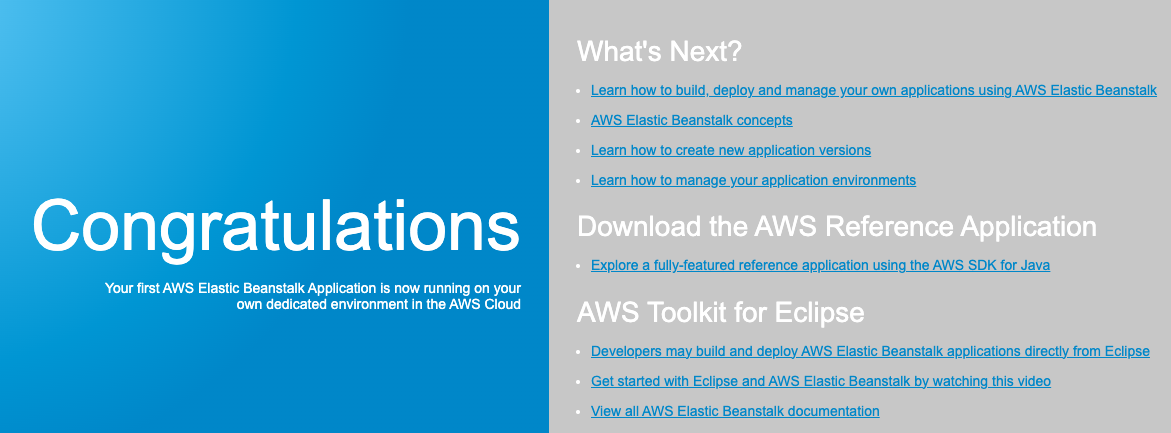 Congratulations
Your first AWS Elastic Beanstalk Application is now running on your
own dedicated environment in the AWS Cloud
What's Next?
Learn how to build, deploy and manage your own applications using AWS Elastic Beanstalk
AWS Elastic Beanstalk concepts
Learn how to create new application versions
Learn how to manage your application environments
Download the AWS Reference Application
Explore a fully-featured reference application using the AWS SDK for Java
AWS Toolkit for Eclipse
Developers may build and deploy AWS Elastic Beanstalk applications directly from Eclipse
Get started with Eclipse and AWS Elastic Beanstalk by watching this video
View all AWS Elastic Beanstalk documentation